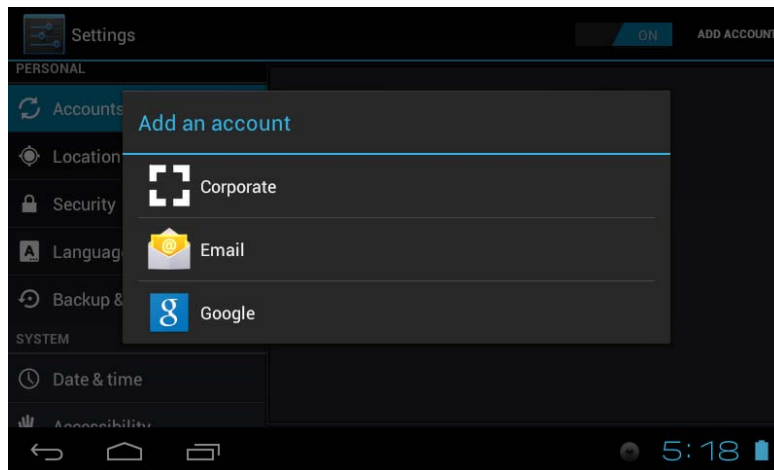 Settings
ON
ADD ACCOUNT
PERSONAL
Accounts
Location
Security
Languag
Backup &
SYSTEM
Date & time
Accessibility
Add an account
Corporate
Email
Google
5:18